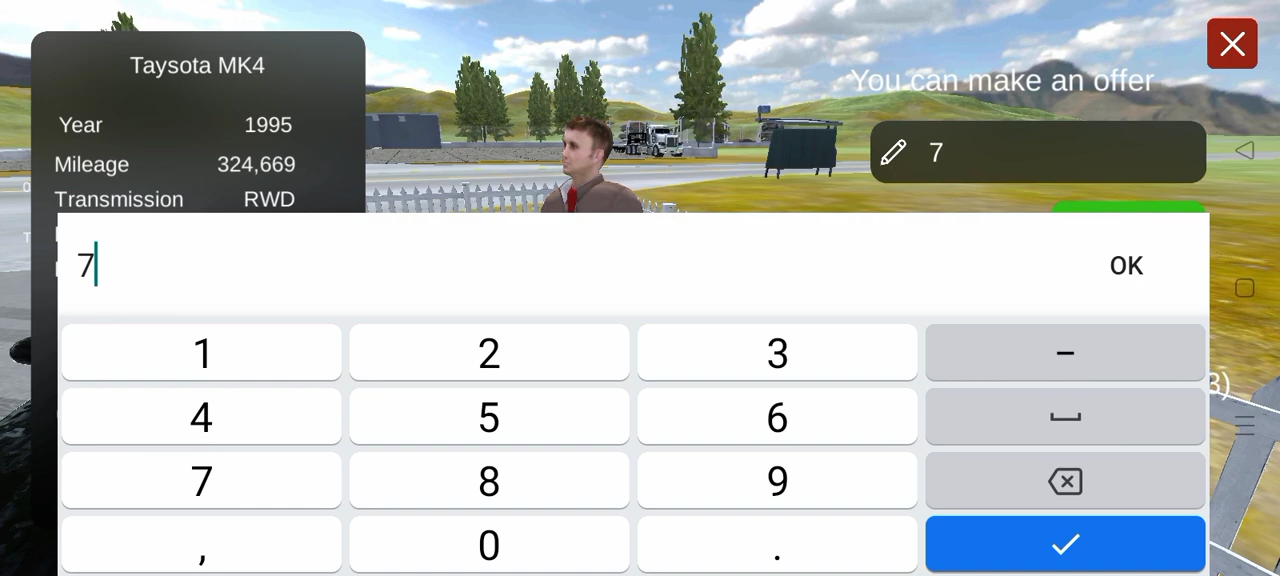 Taysota MK4
You can make an offer
Year 1995
7
Mileage 324,669
Transmission RWD
7 OK
1 2 3 –
4 5 6
7 8 9
, 0 .
3)